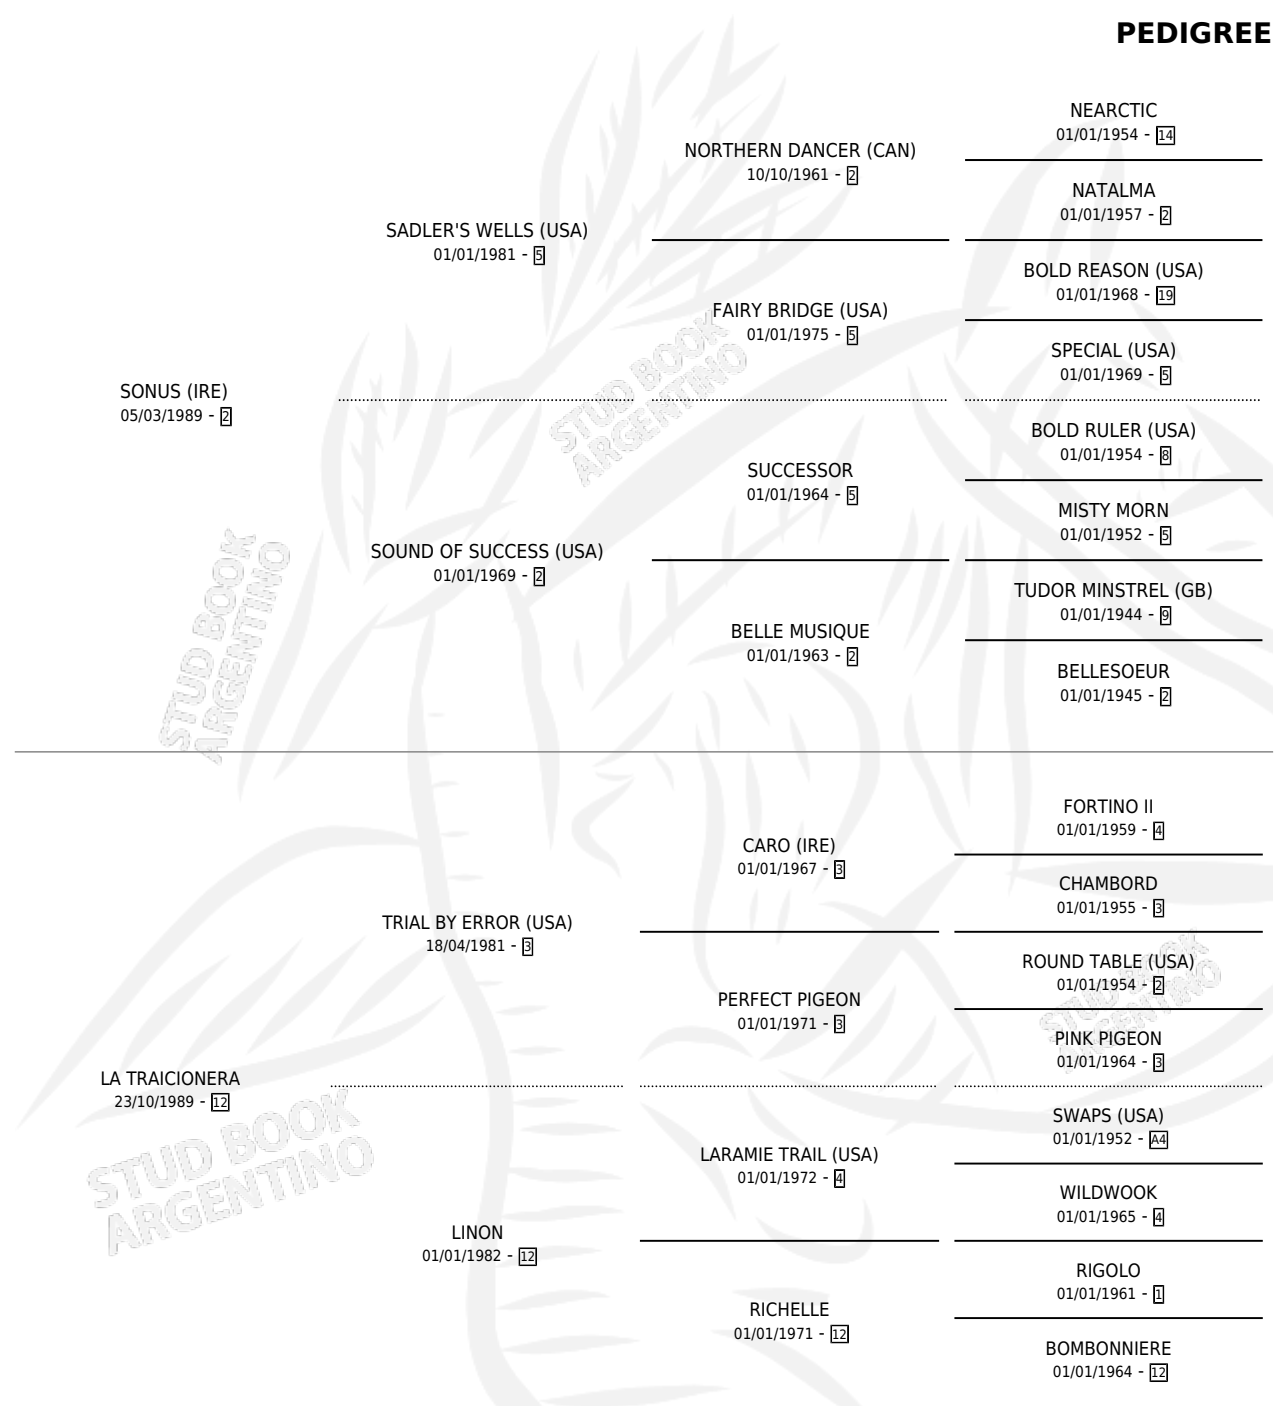 PEDIGREE
NEARCTIC
01/01/1954 - 14
NORTHERN DANCER (CAN)
10/10/1961 - 2
NATALMA
01/01/1957 - 2
SADLER'S WELLS (USA)
01/01/1981 - 5
BOLD REASON (USA)
01/01/1968 - 19
FAIRY BRIDGE (USA)
01/01/1975 - 5
SPECIAL (USA)
01/01/1969 - 5
SONUS (IRE)
05/03/1989 - 2
STUD BOOK
ARGENTINO
BOLD RULER (USA)
01/01/1954 - 8
SUCCESSOR
01/01/1964 - 5
MISTY MORN
01/01/1952 - 5
SOUND OF SUCCESS (USA)
01/01/1969 - 2
TUDOR MINSTREL (GB)
01/01/1944 - 9
BELLE MUSIQUE
01/01/1963 - 2
BELLESOEUR
01/01/1945 - 2
STUD BOOK
ARGENTINO
FORTINO II
01/01/1959 - 4
CARO (IRE)
01/01/1967 - 3
CHAMBORD
01/01/1955 - 3
TRIAL BY ERROR (USA)
18/04/1981 - 3
ROUND TABLE (USA)
01/01/1954 - 2
PERFECT PIGEON
01/01/1971 - 3
STUD BOOK
ARGENTINO
PINK PIGEON
01/01/1964 - 3
LA TRAICIONERA
23/10/1989 - 12
SWAPS (USA)
01/01/1952 - A4
LARAMIE TRAIL (USA)
01/01/1972 - 4
WILDWOOK
01/01/1965 - 4
STUD BOOK
ARGENTINO
LINON
01/01/1982 - 12
RIGOLO
01/01/1961 - 1
RICHELLE
01/01/1971 - 12
BOMBONNIERE
01/01/1964 - 12